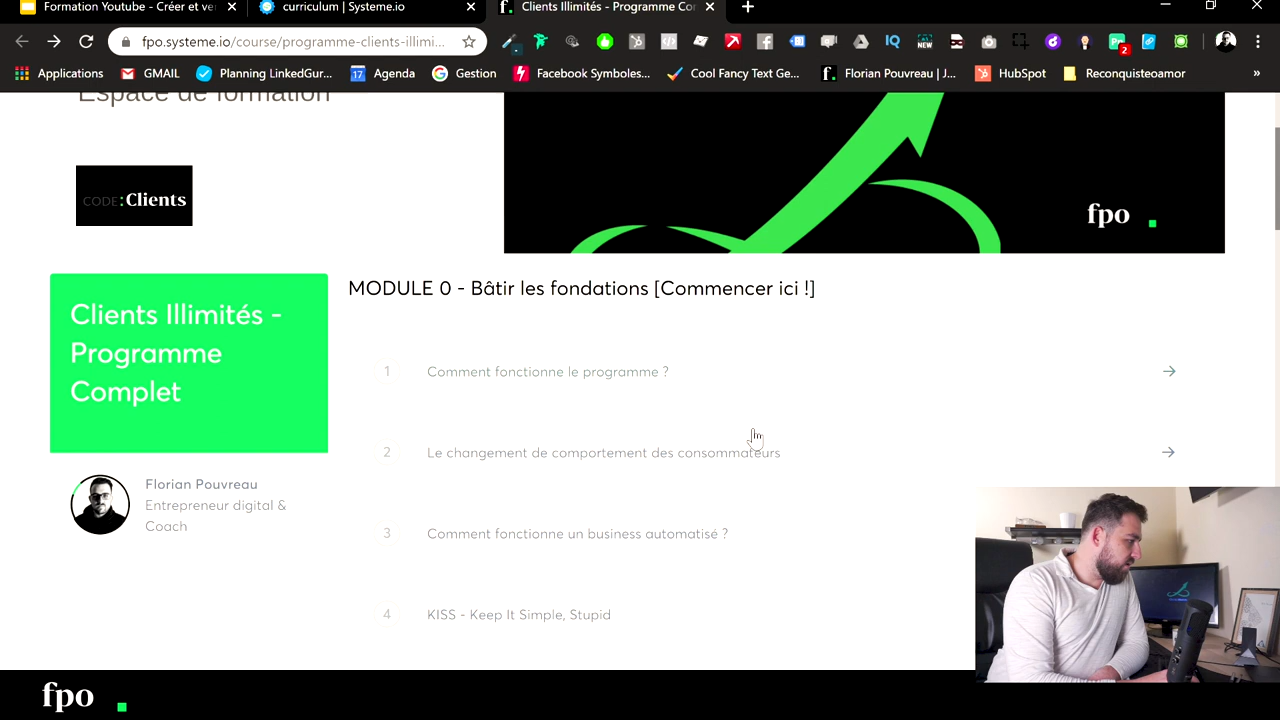 Formation Youtube - Créer et ve
curriculum | Systeme.io
Clients Illimités - Programme Co
fpo.systeme.io/course/programme-clients-illimi...
Applications
GMAIL
Planning LinkedGur...
17
Agenda
Gestion
Facebook Symboles...
Cool Fancy Text Ge...
f.
Florian Pouvreau | J...
HubSpot
Reconquisteoamor
»
IQ
NEW
2
Espace de formation
CODE:Clients
fpo.
Clients Illimités -
Programme
Complet
Florian Pouvreau
Entrepreneur digital &
Coach
MODULE 0 - Bâtir les fondations [Commencer ici !]
1 Comment fonctionne le programme ?
2 Le changement de comportement des consommateurs
3 Comment fonctionne un business automatisé ?
4 KISS - Keep It Simple, Stupid
fpo.